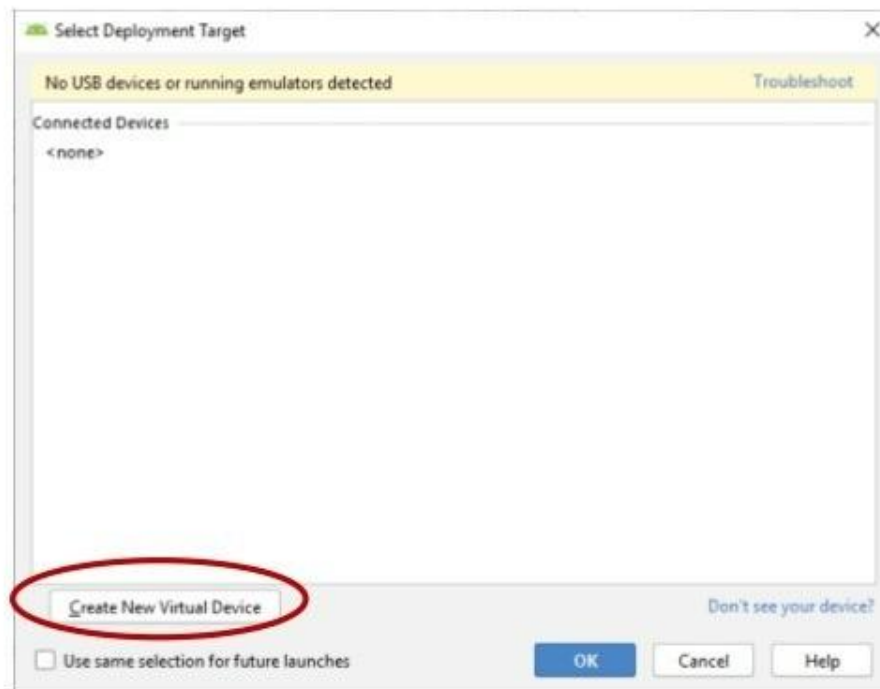 Select Deployment Target
No USB devices or running emulators detected Troubleshoot
Connected Devices
<none>
Create New Virtual Device Don't see your device?
Use same selection for future launches OK Cancel Help